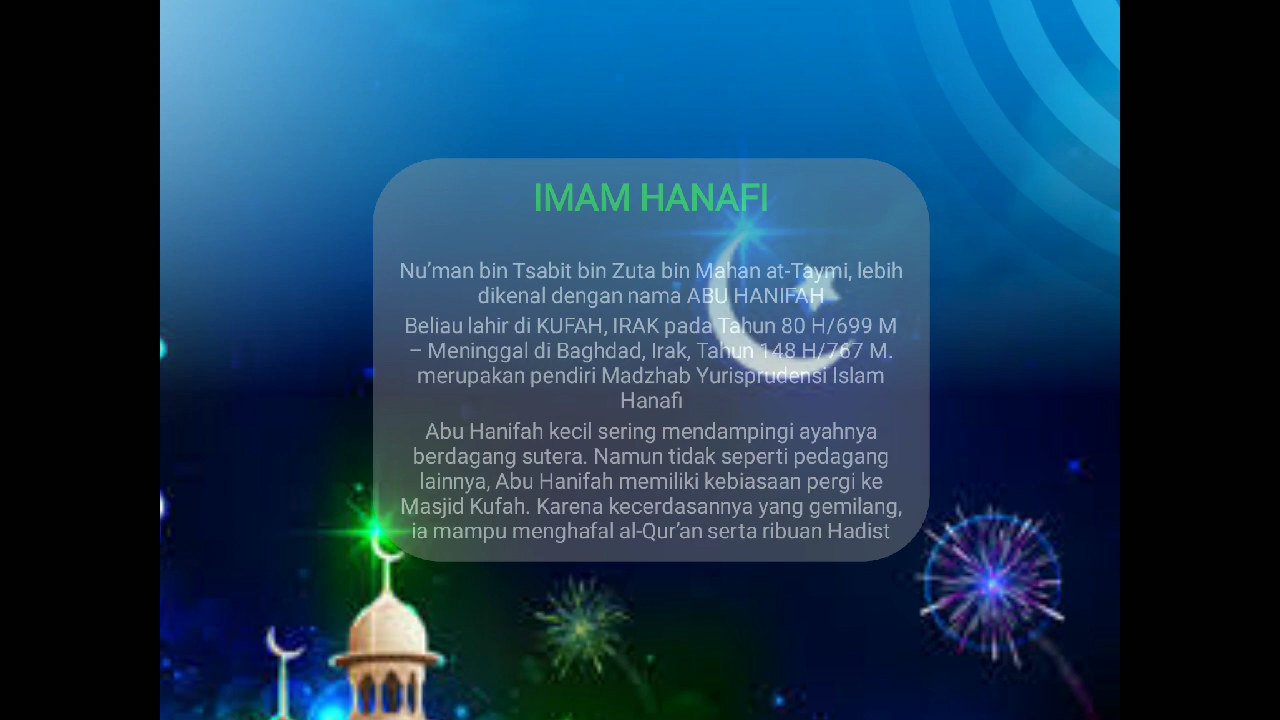 IMAM HANAFI
Nu’man bin Tsabit bin Zuta bin Mahan at-Taymi, lebih
dikenal dengan nama ABU HANIFAH
Beliau lahir di KUFAH, IRAK pada Tahun 80 H/699 M
– Meninggal di Baghdad, Irak, Tahun 148 H/767 M.
merupakan pendiri Madzhab Yurisprudensi Islam
Hanafi
Abu Hanifah kecil sering mendampingi ayahnya
berdagang sutera. Namun tidak seperti pedagang
lainnya, Abu Hanifah memiliki kebiasaan pergi ke
Masjid Kufah. Karena kecerdasannya yang gemilang,
ia mampu menghafal al-Qur’an serta ribuan Hadist